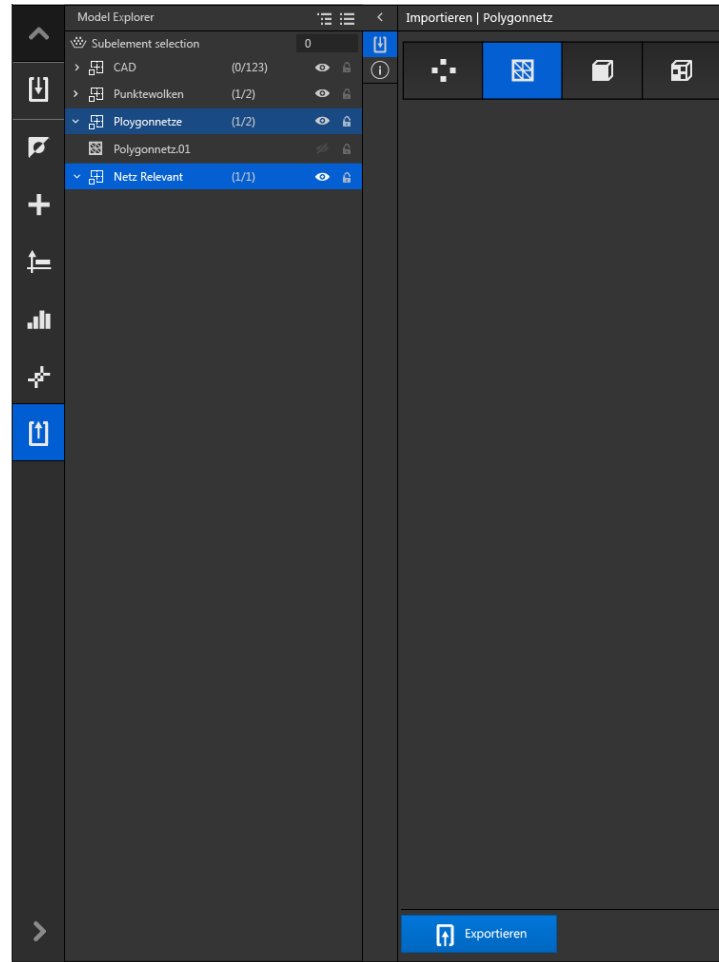 Model Explorer
Subelement selection 0
CAD (0/123)
Punktewolken (1/2)
Ploygonnetze (1/2)
Polygonnetz.01
Netz Relevant (1/1)
Importieren | Polygonnetz
Exportieren